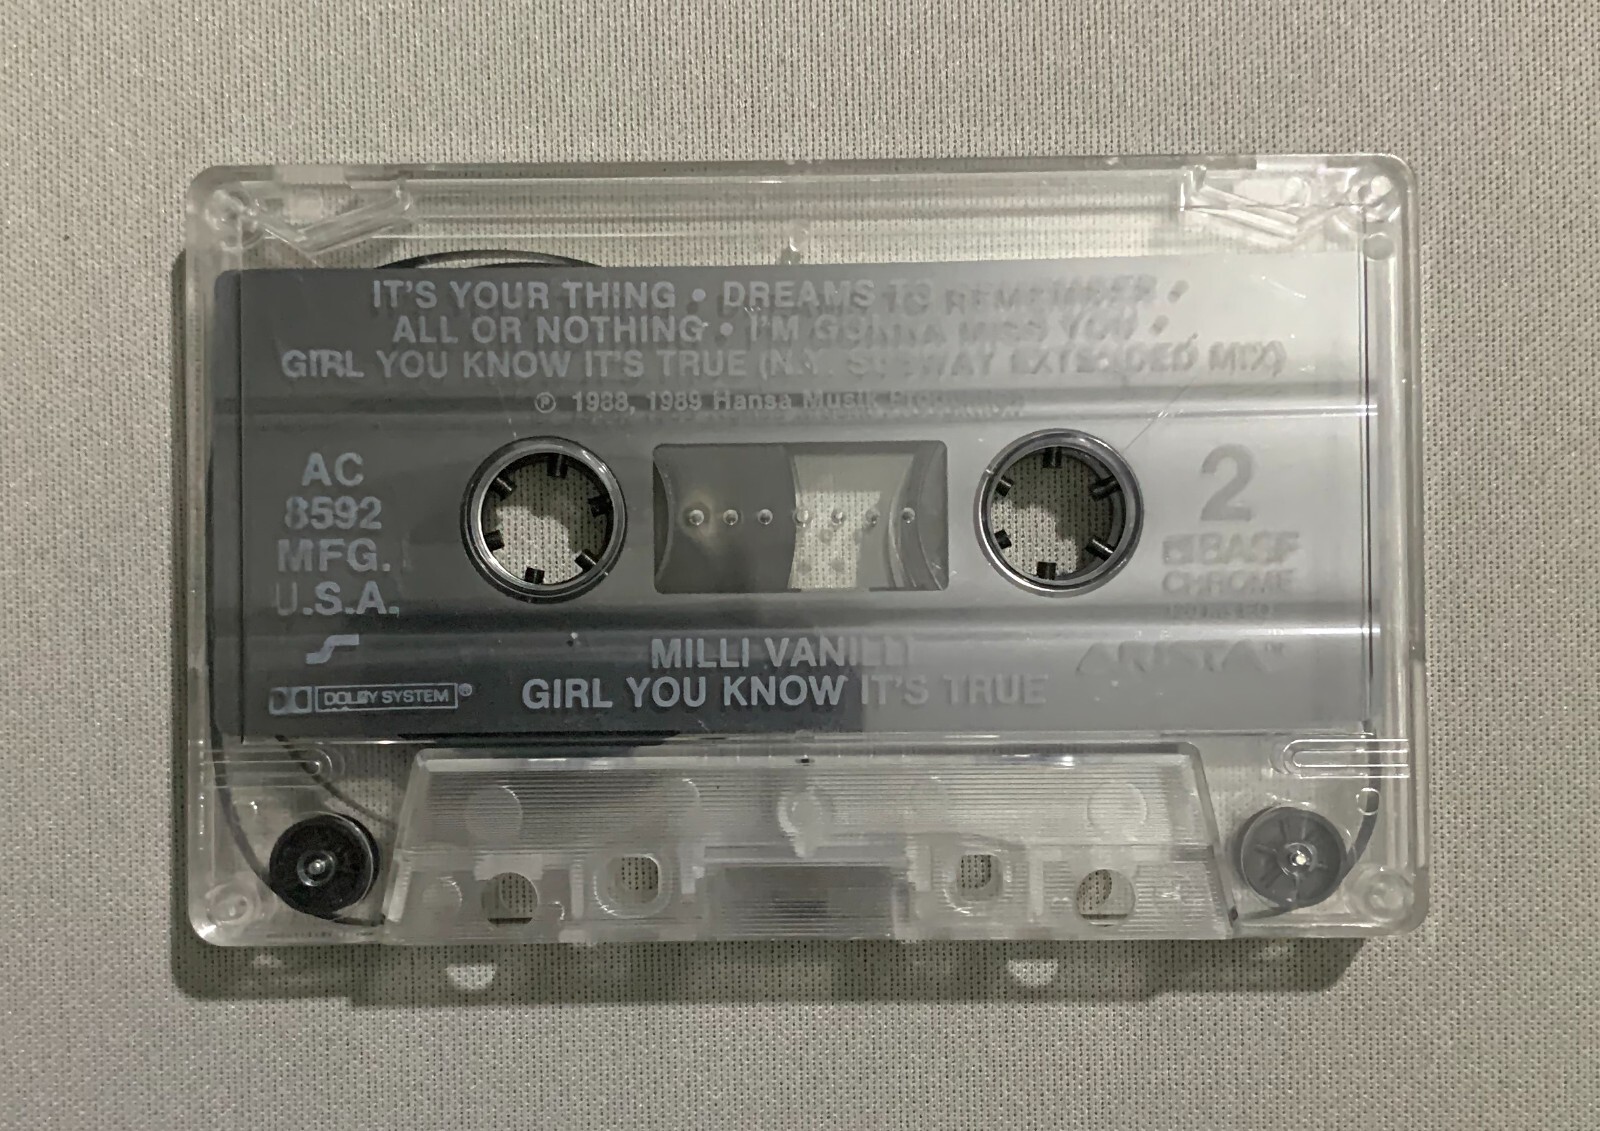 IT'S YOUR THING • DREAMS TO REMEMBER •
ALL OR NOTHING • I'M GONNA MISS YOU •
GIRL YOU KNOW IT'S TRUE (N.Y. SUBWAY EXTENDED MIX)
℗ 1988, 1989 Hansa Musik Produktion
AC
8592
MFG.
U.S.A.
2
BASF
CHROME
DOLBY SYSTEM®
MILLI VANILLI
GIRL YOU KNOW IT'S TRUE
ARISTA™